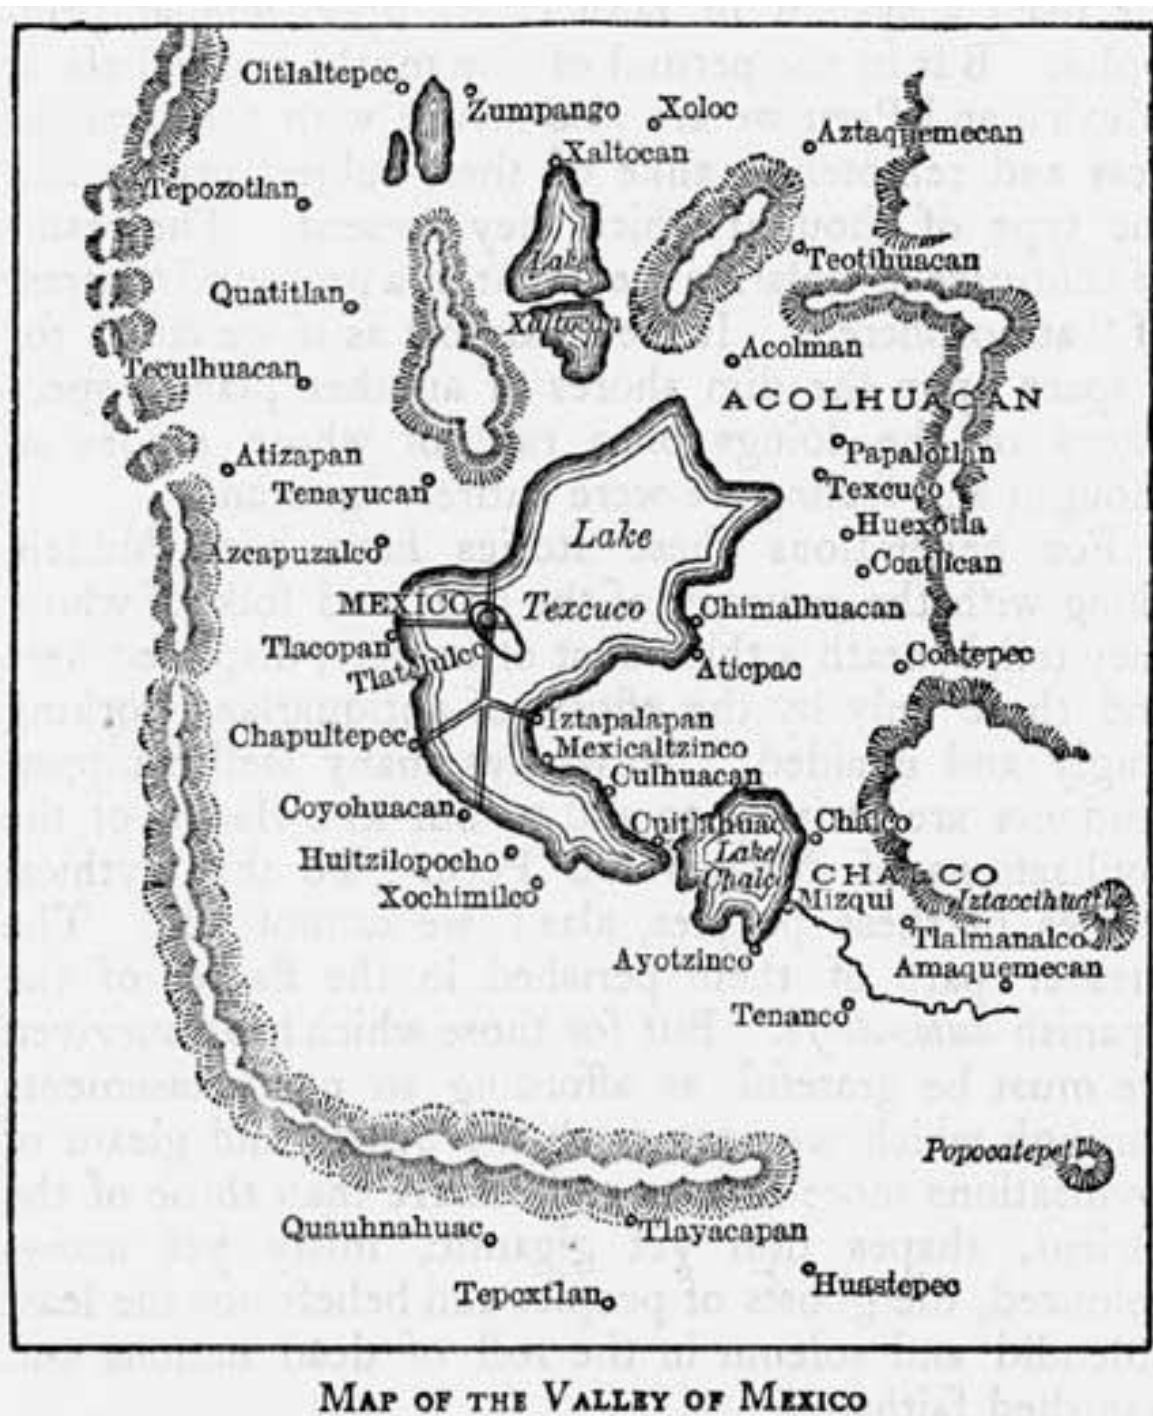 Citlaltepec
Zumpango
Xoloc
Aztaquemecan
Xaltocan
Tepozotlan
Teotihuacan
Lake
Xaltocan
Quatitlan
Acolman
Teculhuacan
ACOLHUACAN
Papalotlan
Atizapan
Tenayucan
Texcuco
Lake
Huexotla
Azcapuzalco
Coatlican
MEXICO
Texcuco
Chimalhuacan
Tlacopan
Tlatelulco
Aticpac
Coatepec
Iztapalapan
Chapultepec
Mexicaltzinco
Culhuacan
Coyohuacan
Cuitlahuac
Chalco
Huitzilopocho
Lake
Chalco
CHALCO
Xochimilco
Mizqui
Iztaccihuatl
Tlalmanalco
Ayotzinco
Amaquemecan
Tenanco
Popocatepetl
Quauhnahuac
Tlayacapan
Tepoxtlan
Huastepec
MAP OF THE VALLEY OF MEXICO